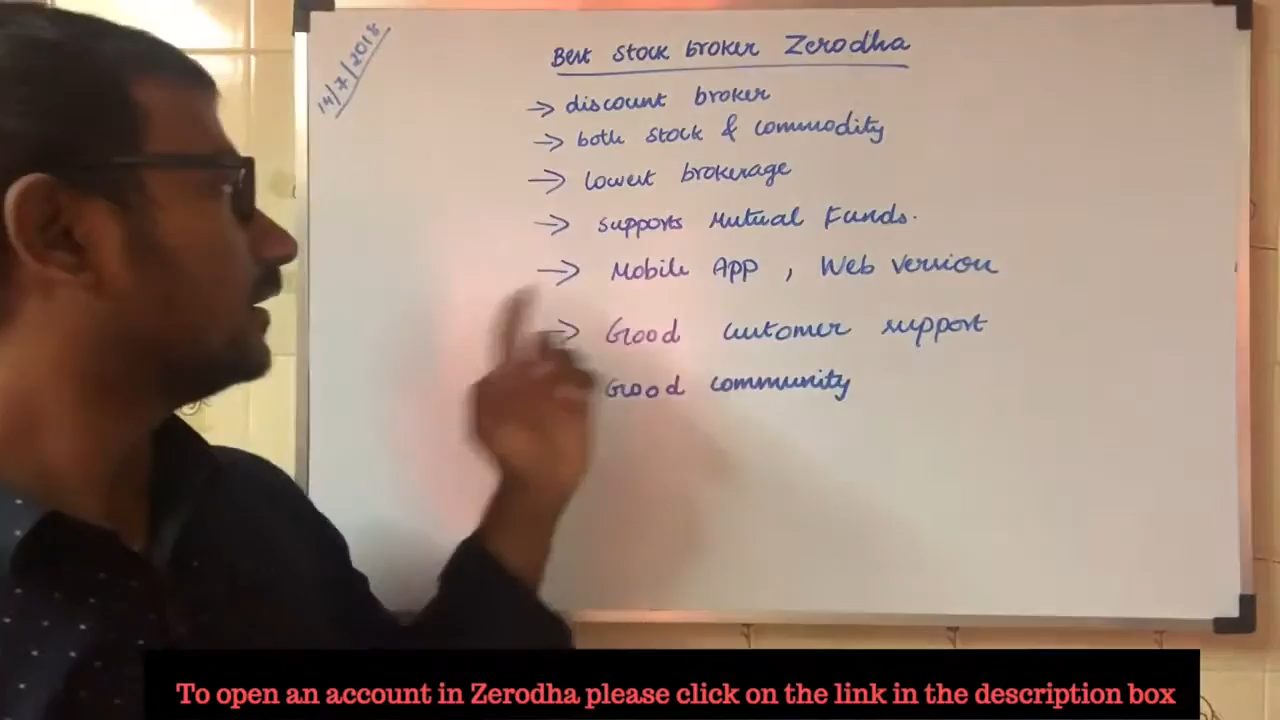 14/7/2018
Best Stock broker Zerodha
→ discount broker
→ both stock & commodity
→ lowest brokerage
→ supports Mutual Funds.
→ Mobile App , Web version
→ Good customer support
Good community
To open an account in Zerodha please click on the link in the description box